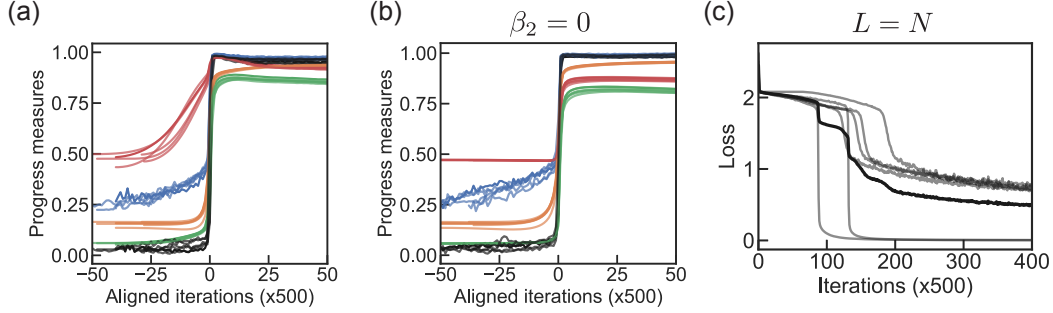 (a)
Progress measures
1.00
0.75
0.50
0.25
0.00
−50 −25 0 25 50
Aligned iterations (x500)
(b)
β₂ = 0
Progress measures
1.00
0.75
0.50
0.25
0.00
−50 −25 0 25 50
Aligned iterations (x500)
(c)
L = N
Loss
2
1
0
0 100 200 300 400
Iterations (x500)